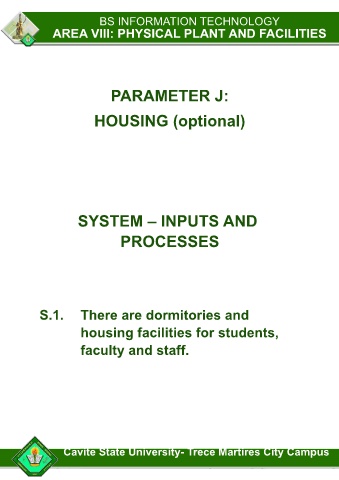 BS INFORMATION TECHNOLOGY
AREA VIII: PHYSICAL PLANT AND FACILITIES
PARAMETER J:
HOUSING (optional)
SYSTEM – INPUTS AND
PROCESSES
S.1. There are dormitories and
housing facilities for students,
faculty and staff.
Cavite State University- Trece Martires City Campus